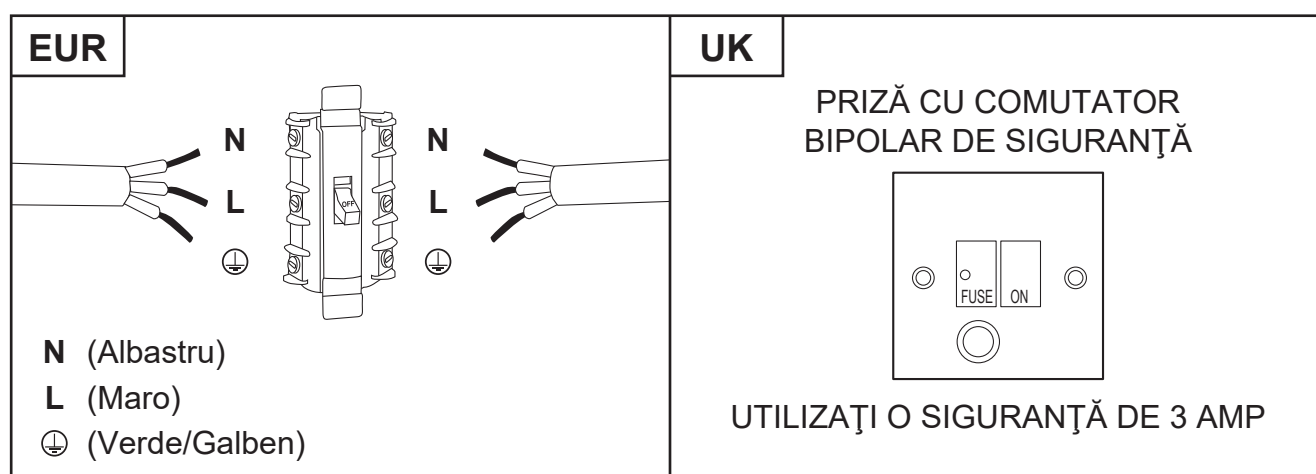 EUR
N
N
L
OFF
L
N (Albastru)
L (Maro)
(Verde/Galben)
UK
PRIZĂ CU COMUTATOR
BIPOLAR DE SIGURANŢĂ
FUSE ON
UTILIZAŢI O SIGURANŢĂ DE 3 AMP